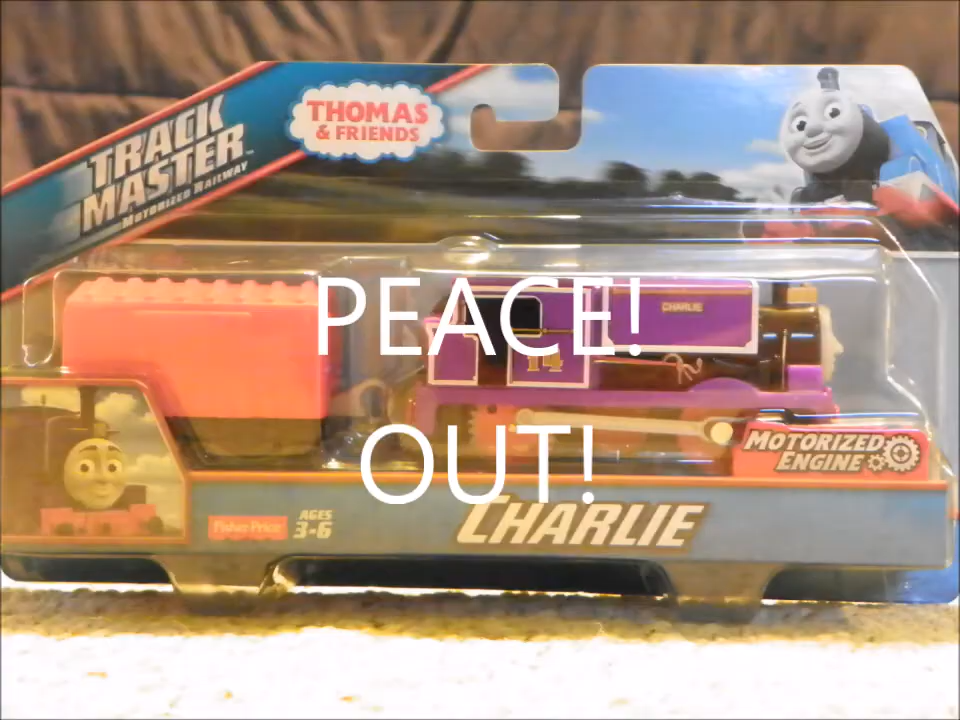 TRACK
MASTER
MOTORIZED RAILWAY
THOMAS
& FRIENDS
PEACE!
CHARLIE
14
OUT!
MOTORIZED
ENGINE
Fisher-Price
AGES
3-6
CHARLIE